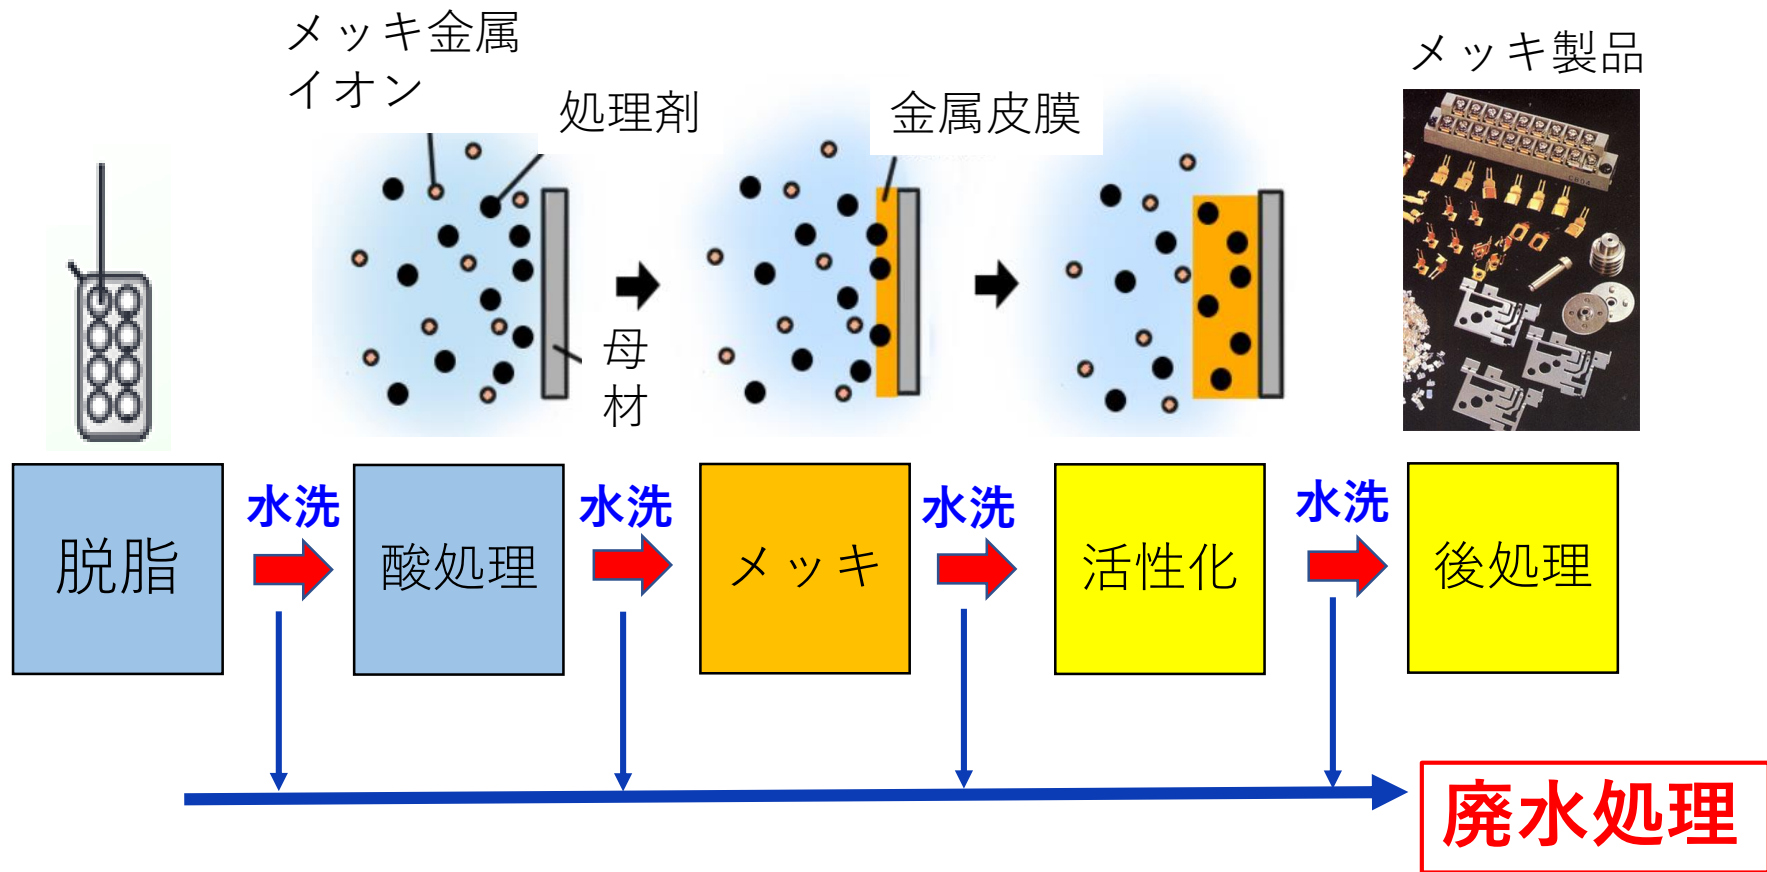 メッキ金属
イオン
処理剤
金属皮膜
メッキ製品
母
材
脱脂
水洗
酸処理
水洗
メッキ
水洗
活性化
水洗
後処理
廃水処理